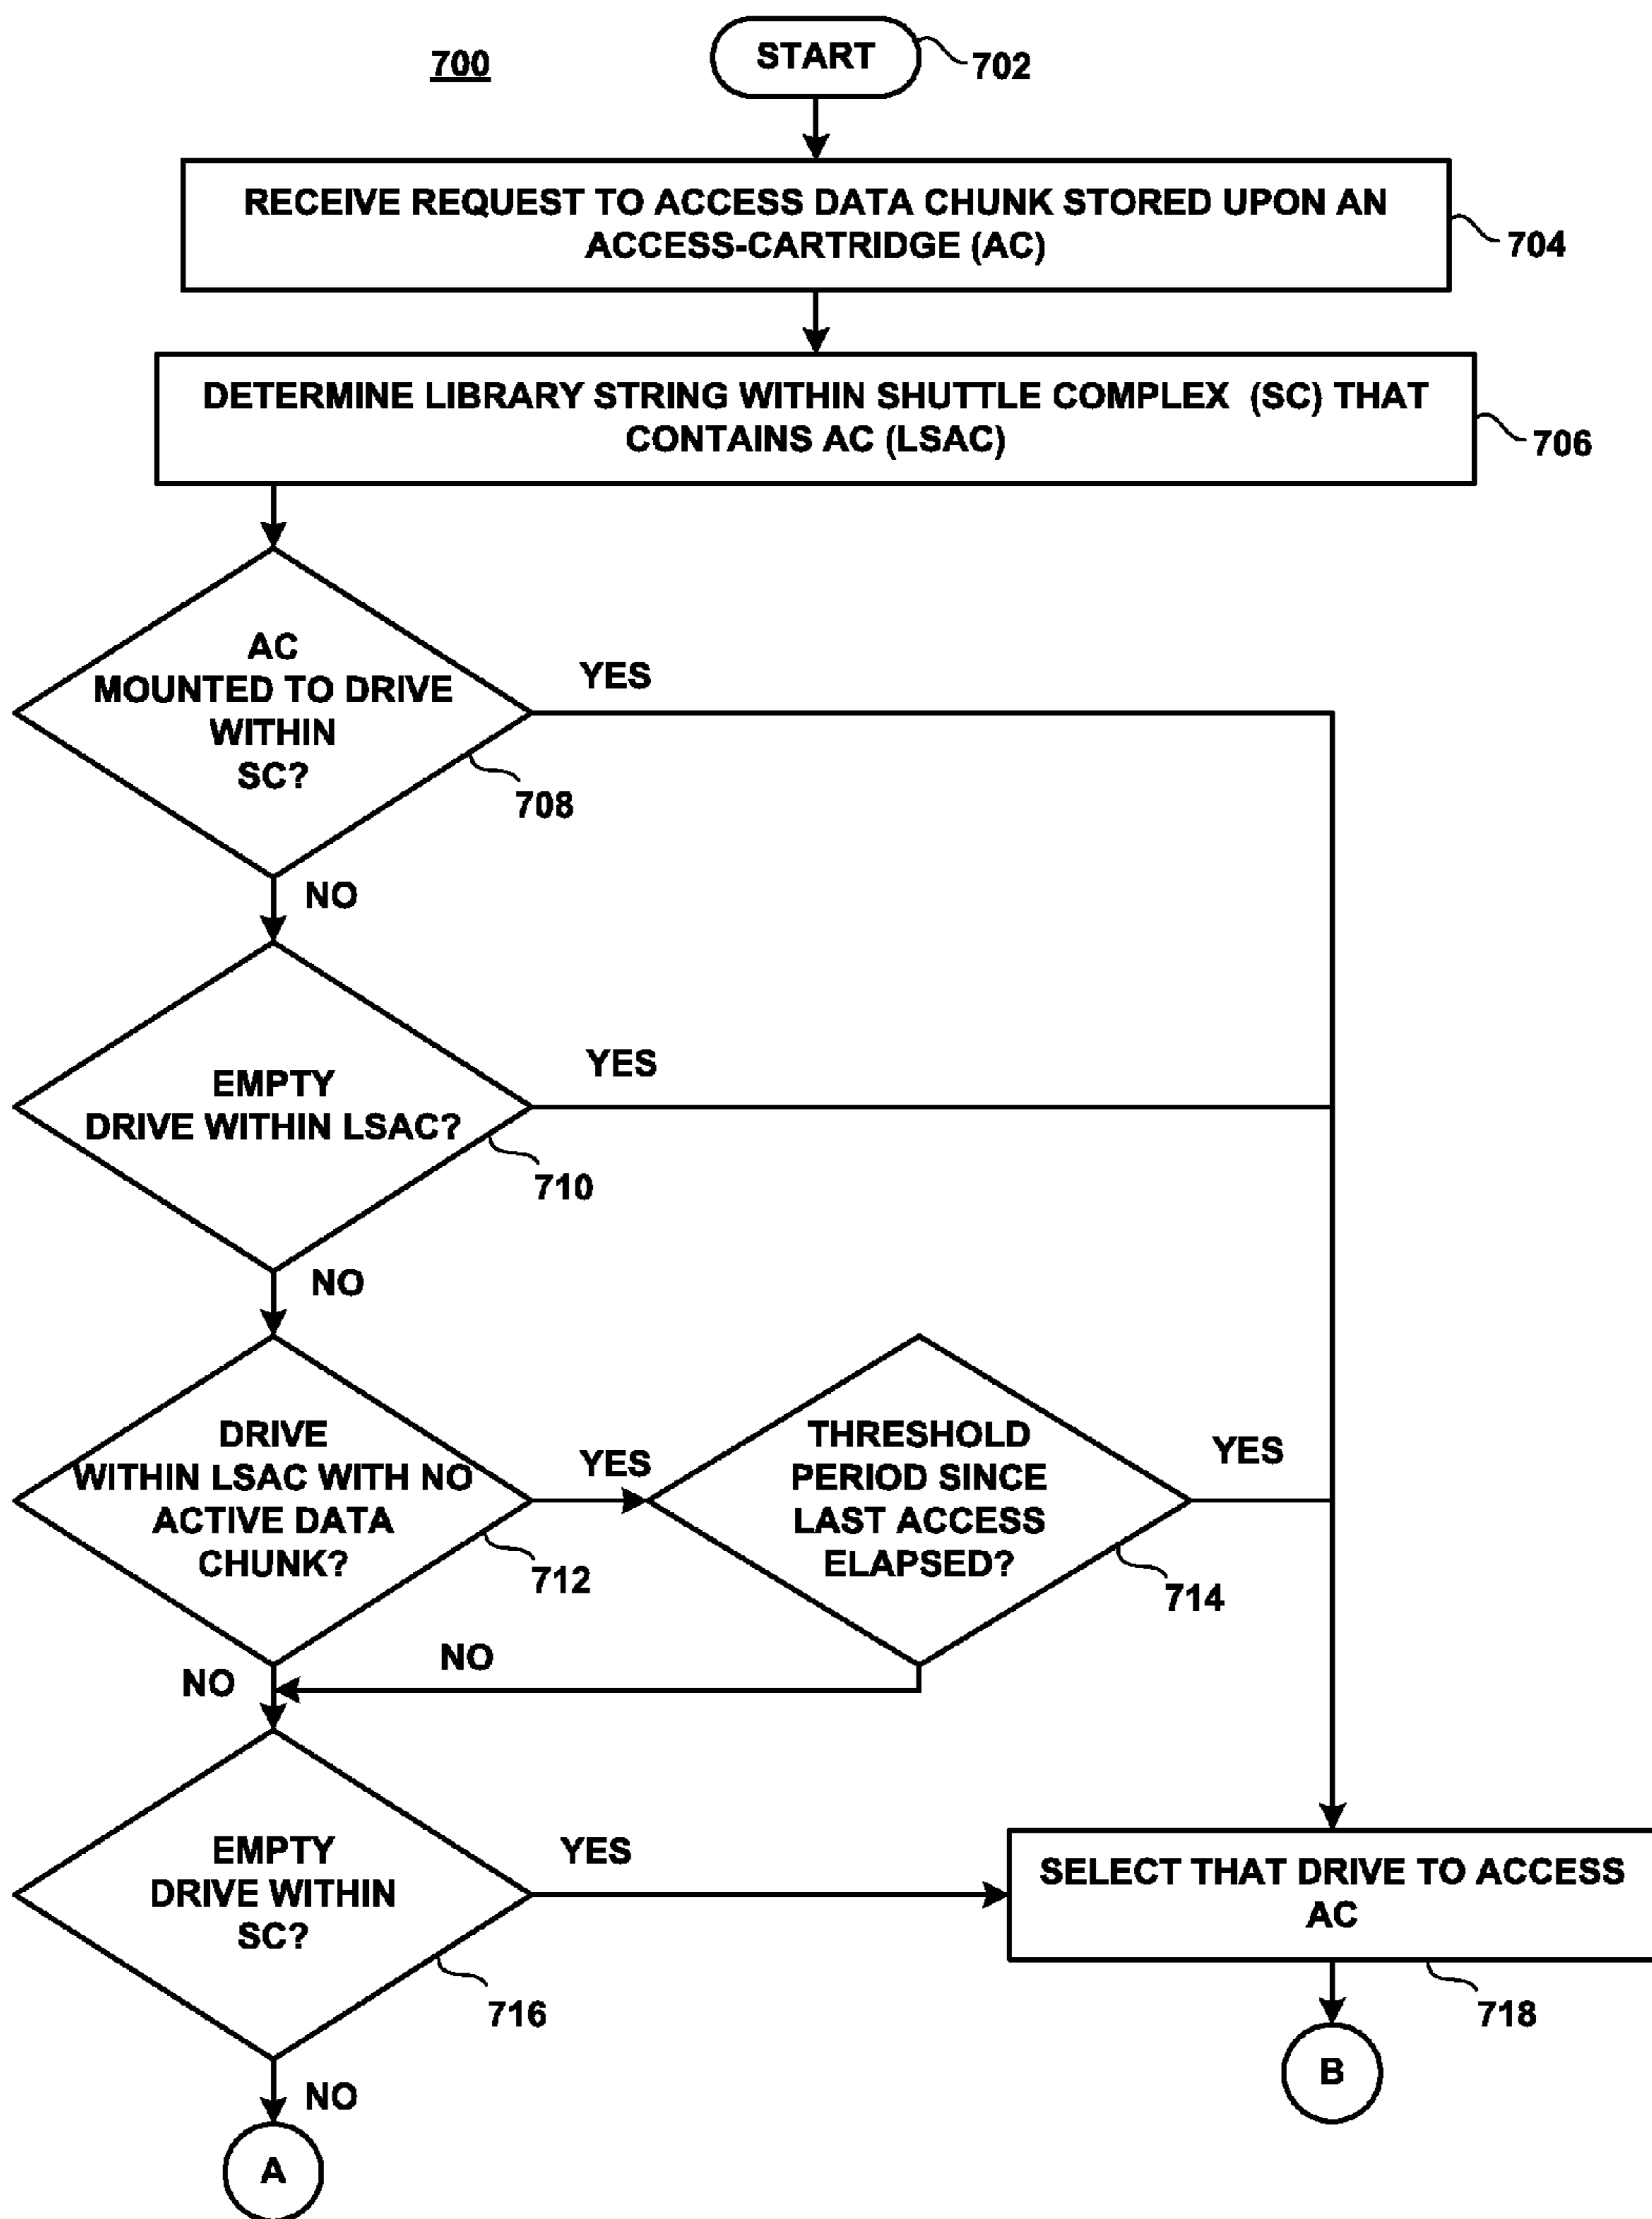 700
START
702
RECEIVE REQUEST TO ACCESS DATA CHUNK STORED UPON AN
ACCESS-CARTRIDGE (AC)
704
DETERMINE LIBRARY STRING WITHIN SHUTTLE COMPLEX (SC) THAT
CONTAINS AC (LSAC)
706
AC
MOUNTED TO DRIVE
WITHIN
SC?
YES
708
NO
EMPTY
DRIVE WITHIN LSAC?
YES
710
NO
DRIVE
WITHIN LSAC WITH NO
ACTIVE DATA
CHUNK?
YES
712
THRESHOLD
PERIOD SINCE
LAST ACCESS
ELAPSED?
YES
714
NO
NO
EMPTY
DRIVE WITHIN
SC?
YES
716
SELECT THAT DRIVE TO ACCESS
AC
718
NO
B
A